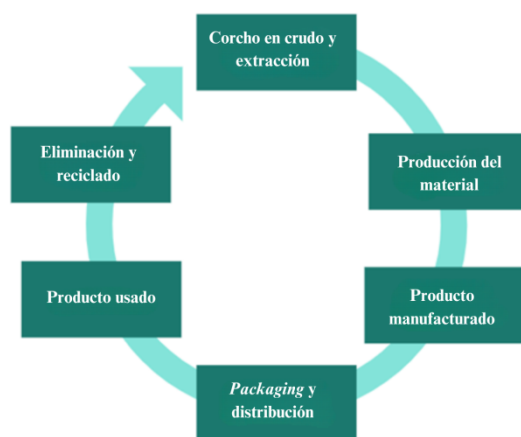 Corcho en crudo y
extracción
Producción del
material
Producto
manufacturado
Packaging y
distribución
Producto usado
Eliminación y
reciclado